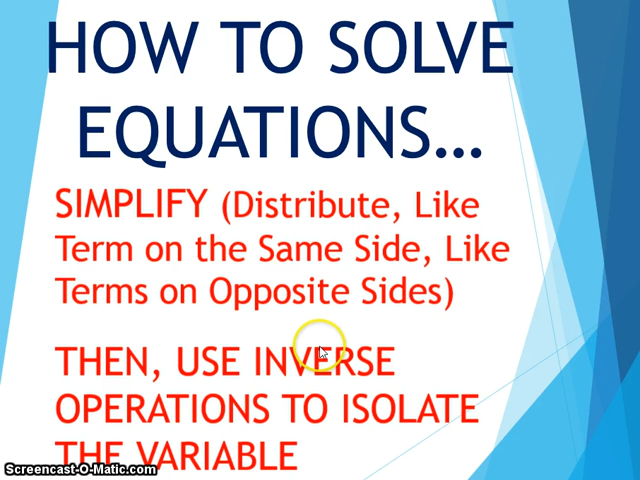 HOW TO SOLVE
EQUATIONS...
SIMPLIFY (Distribute, Like
Term on the Same Side, Like
Terms on Opposite Sides)
THEN, USE INVERSE
OPERATIONS TO ISOLATE
THE VARIABLE
Screencast-O-Matic.com